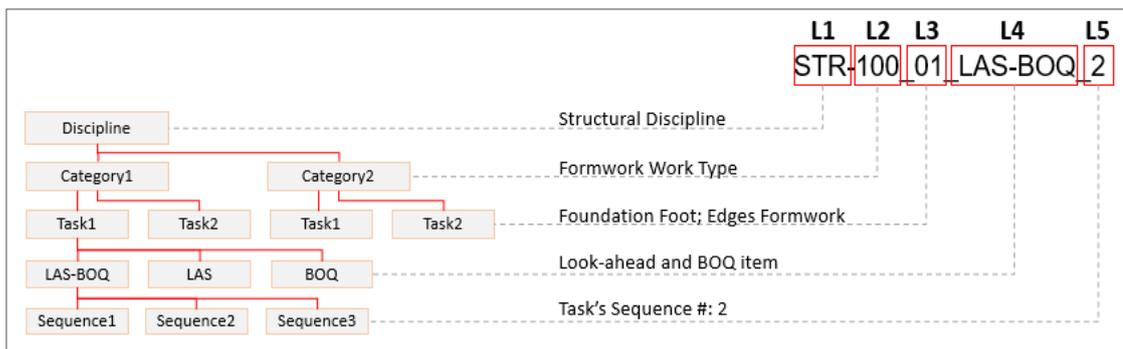 L1 L2 L3 L4 L5
STR-100_01_LAS-BOQ_2
Discipline
Structural Discipline
Category1 Category2
Formwork Work Type
Task1 Task2 Task1 Task2
Foundation Foot; Edges Formwork
LAS-BOQ LAS BOQ
Look-ahead and BOQ item
Sequence1 Sequence2 Sequence3
Task's Sequence #: 2